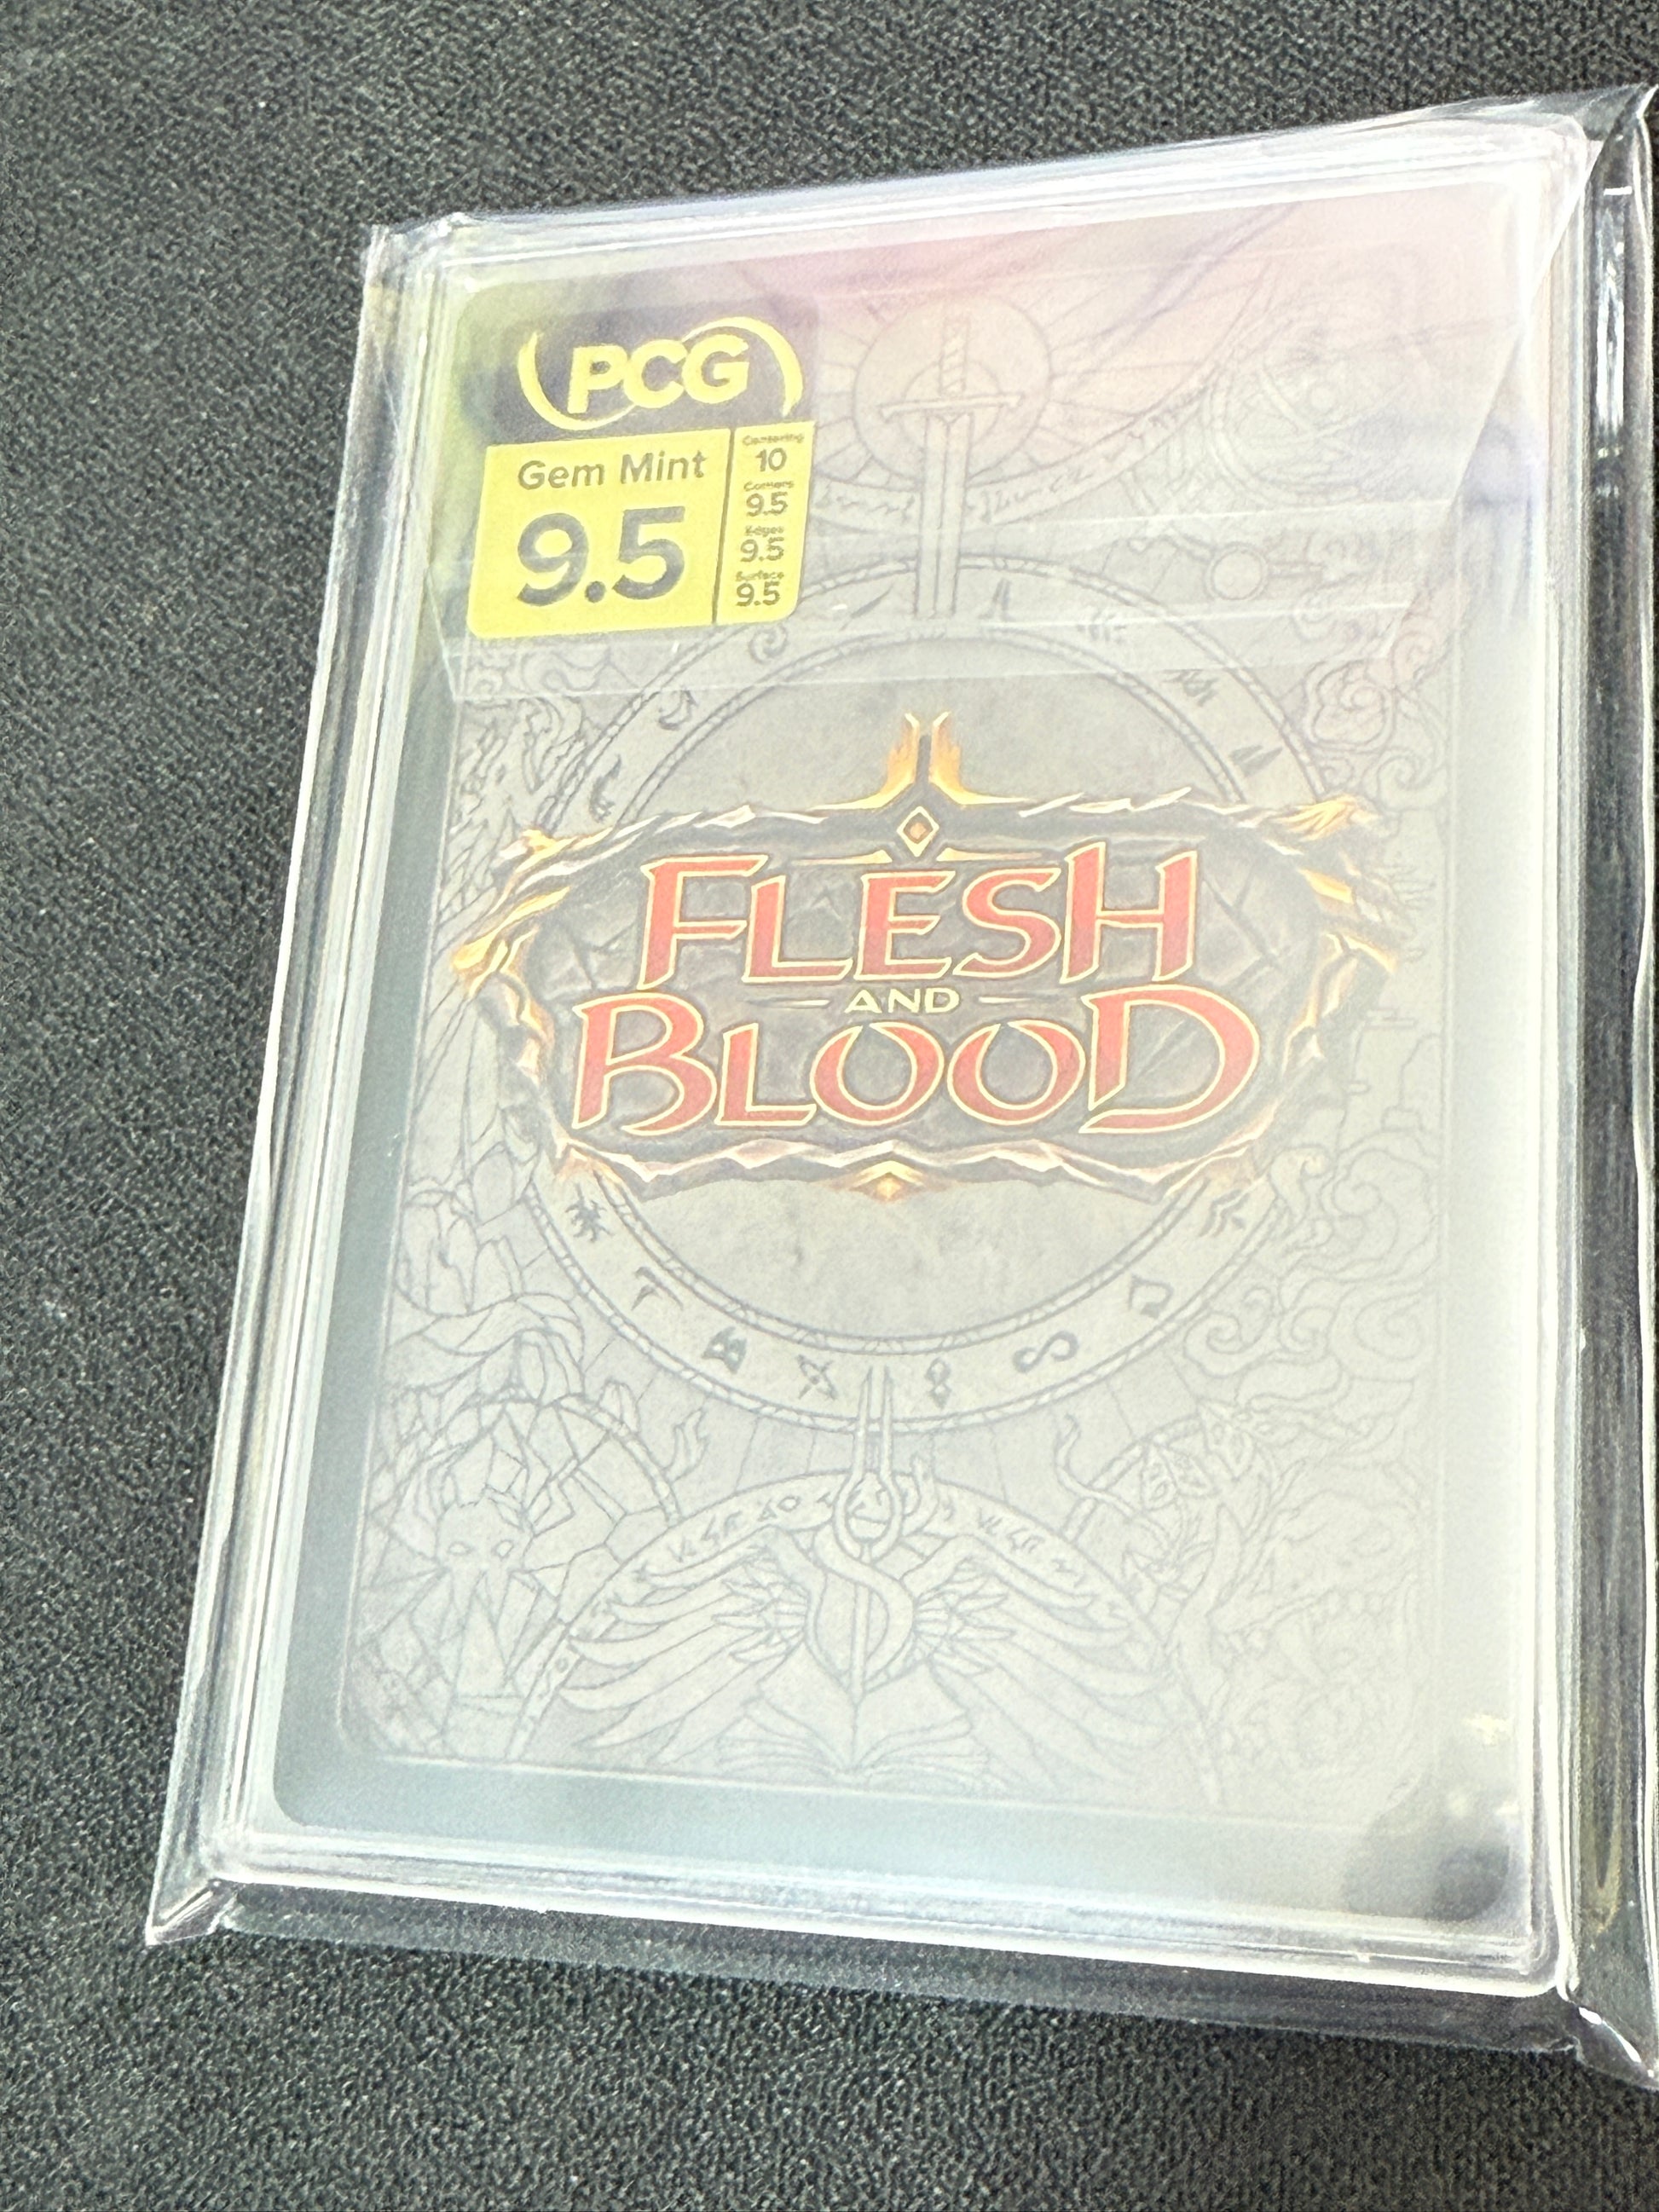 PCG
Gem Mint
9.5
Centering
10
Corners
9.5
Edges
9.5
Surface
9.5
FLESH
AND
BLOOD